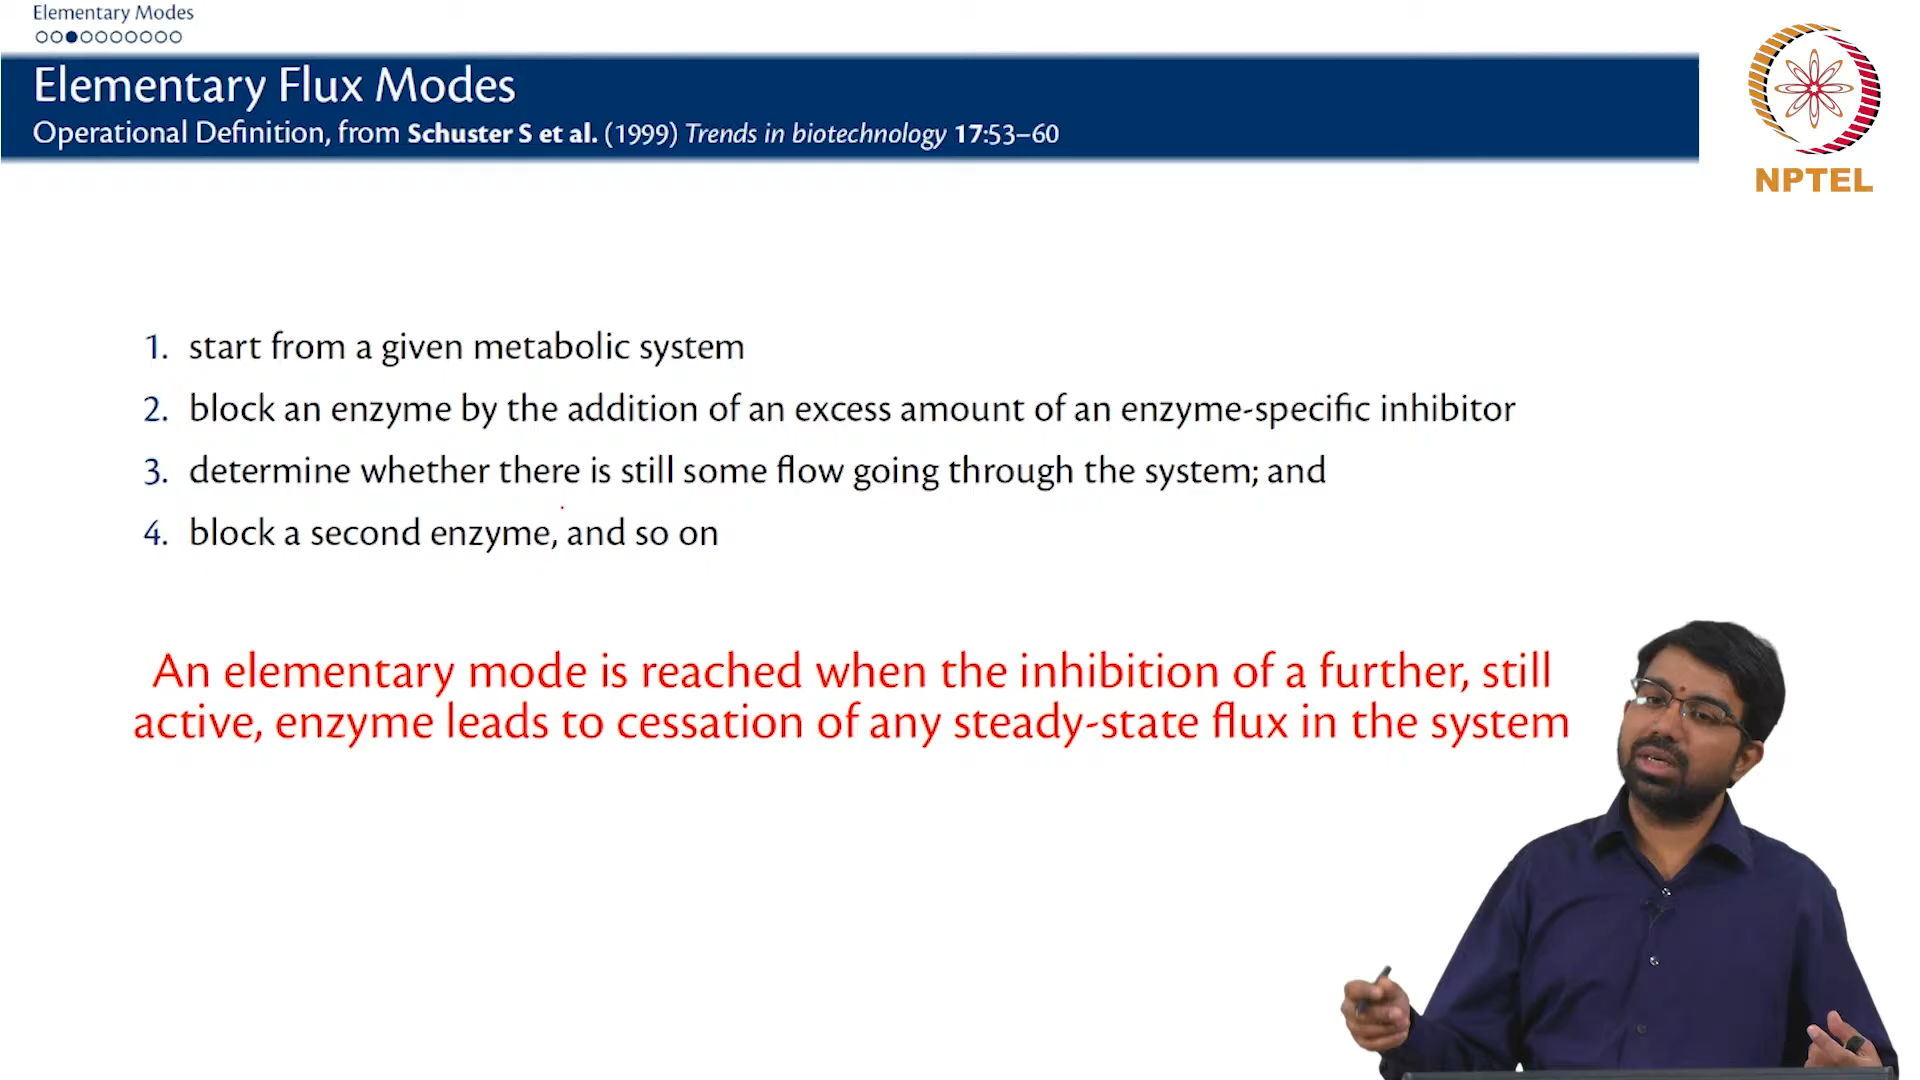 Elementary Modes
Elementary Flux Modes
Operational Definition, from Schuster S et al. (1999) Trends in biotechnology 17:53–60
NPTEL
1. start from a given metabolic system
2. block an enzyme by the addition of an excess amount of an enzyme-specific inhibitor
3. determine whether there is still some flow going through the system; and
4. block a second enzyme, and so on
An elementary mode is reached when the inhibition of a further, still
active, enzyme leads to cessation of any steady-state flux in the system